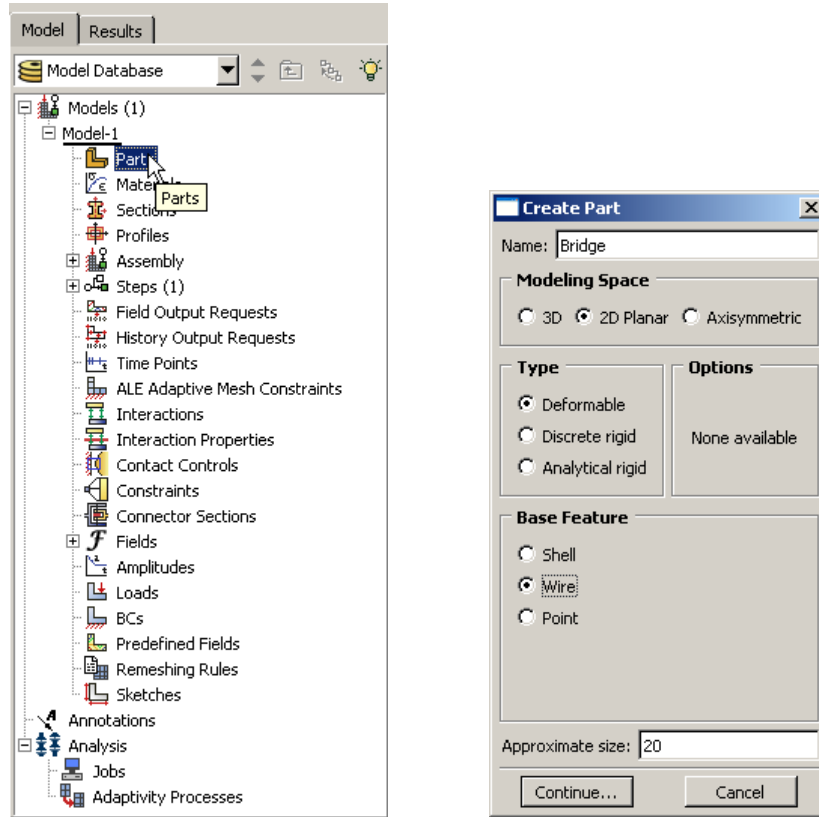 Model Results
Model Database
Models (1)
Model-1
Parts
Materials
Parts
Sections
Profiles
Assembly
Steps (1)
Field Output Requests
History Output Requests
Time Points
ALE Adaptive Mesh Constraints
Interactions
Interaction Properties
Contact Controls
Constraints
Connector Sections
Fields
Amplitudes
Loads
BCs
Predefined Fields
Remeshing Rules
Sketches
Annotations
Analysis
Jobs
Adaptivity Processes
Create Part
Name: Bridge
Modeling Space
3D 2D Planar Axisymmetric
Type Options
Deformable
Discrete rigid None available
Analytical rigid
Base Feature
Shell
Wire
Point
Approximate size: 20
Continue... Cancel